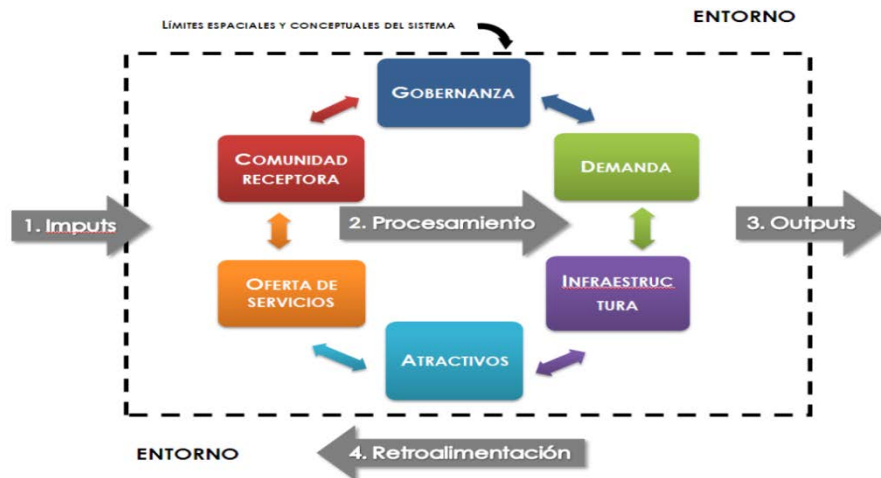 ENTORNO
LÍMITES ESPACIALES Y CONCEPTUALES DEL SISTEMA
GOBERNANZA
COMUNIDAD
RECEPTORA
DEMANDA
1. Imputs
2. Procesamiento
3. Outputs
OFERTA DE
SERVICIOS
INFRAESTRUC
TURA
ATRACTIVOS
ENTORNO
4. Retroalimentación